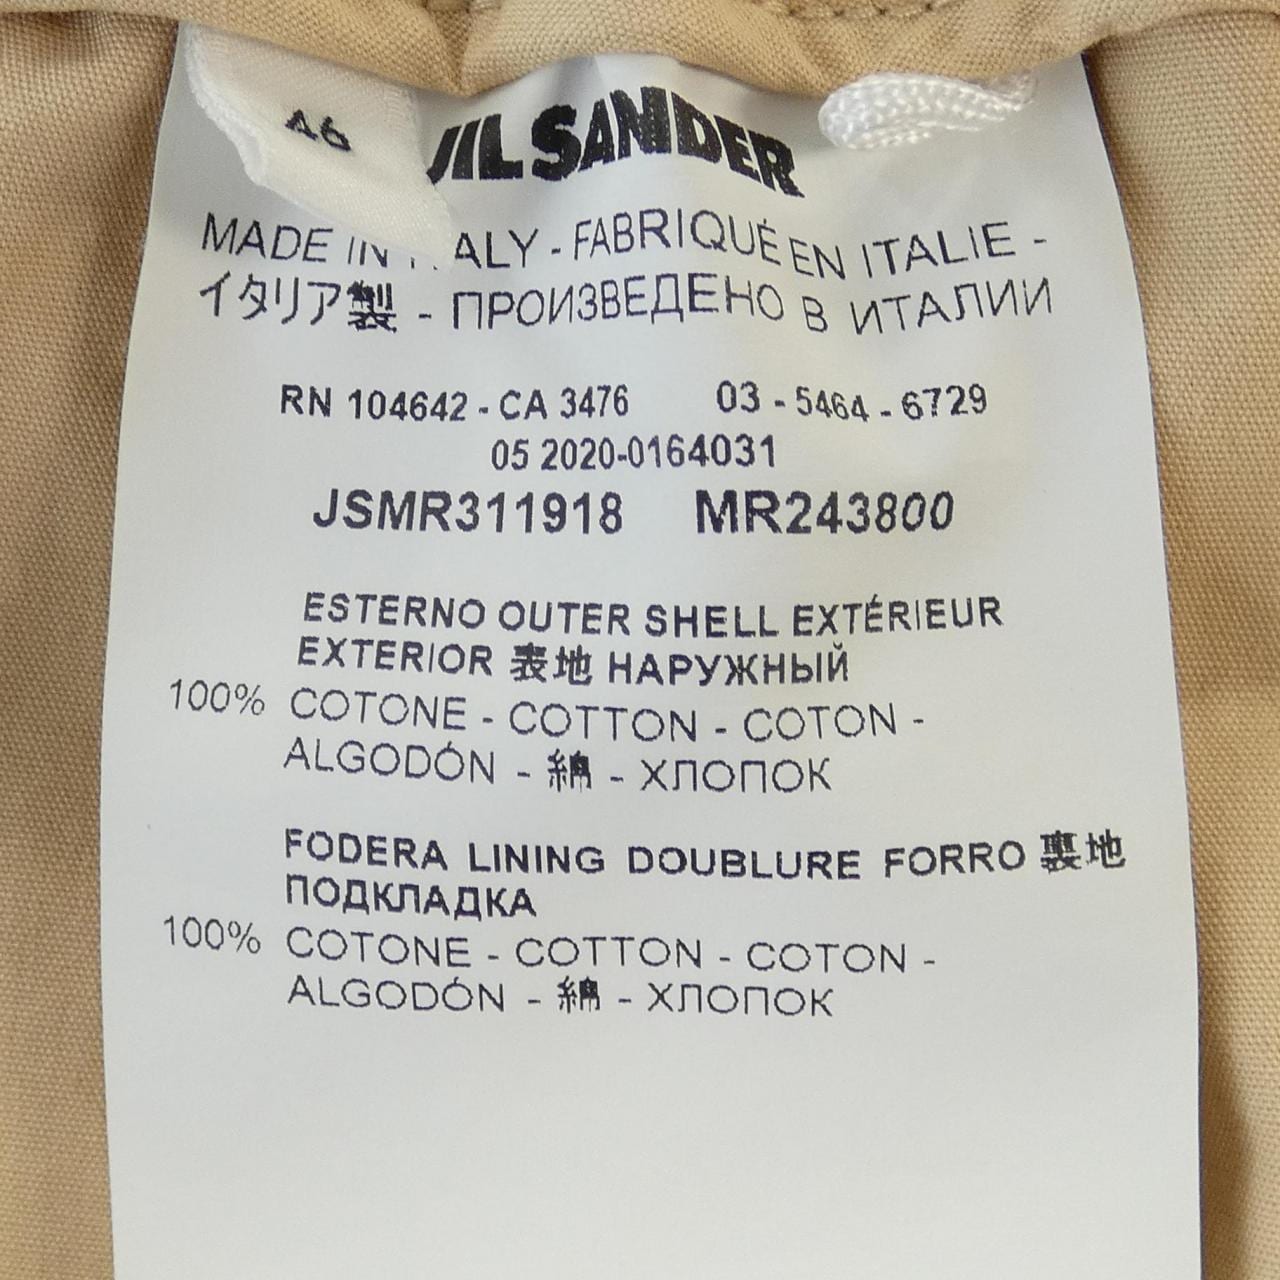 46
JIL SANDER
MADE IN ITALY - FABRIQUÉ EN ITALIE -
イタリア製 - ПРОИЗВЕДЕНО В ИТАЛИИ
RN 104642 - CA 3476 03 - 5464 - 6729
05 2020-0164031
JSMR311918 MR243800
ESTERNO OUTER SHELL EXTÉRIEUR
EXTERIOR 表地 НАРУЖНЫЙ
100% COTONE - COTTON - COTON -
ALGODÓN - 綿 - ХЛОПОК
FODERA LINING DOUBLURE FORRO 裏地
ПОДКЛАДКА
100% COTONE - COTTON - COTON -
ALGODÓN - 綿 - ХЛОПОК